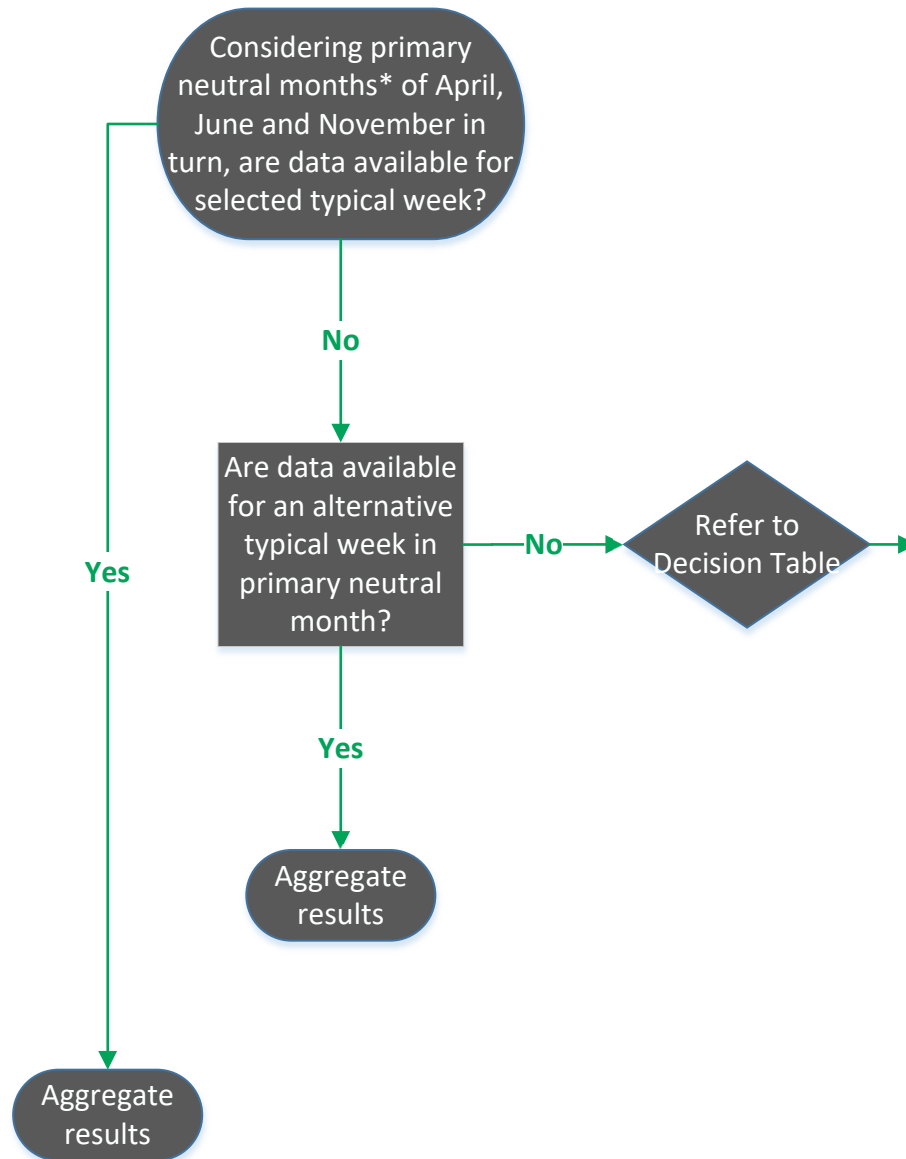 Considering primary
neutral months* of April,
June and November in
turn, are data available for
selected typical week?
No
Are data available
for an alternative
typical week in
primary neutral
month?
No
Refer to
Decision Table
Yes
Yes
Aggregate
results
Aggregate
results